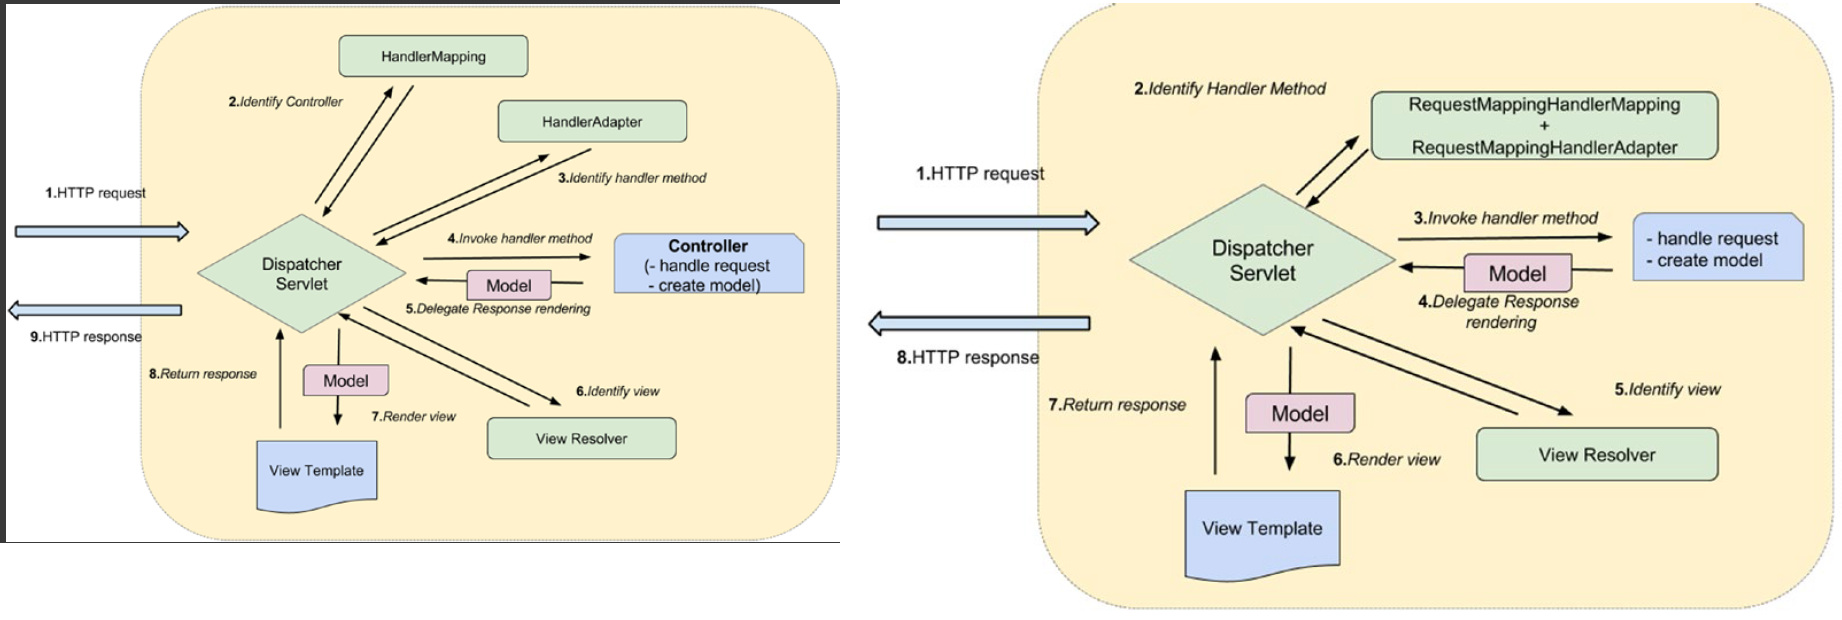 HandlerMapping
2.Identify Controller
HandlerAdapter
3.Identify handler method
1.HTTP request
Dispatcher
Servlet
4.Invoke handler method
Controller
(- handle request
- create model)
Model
5.Delegate Response rendering
9.HTTP response
8.Return response
Model
7.Render view
6.Identify view
View Resolver
View Template
2.Identify Handler Method
RequestMappingHandlerMapping
+
RequestMappingHandlerAdapter
1.HTTP request
Dispatcher
Servlet
3.Invoke handler method
- handle request
- create model
Model
4.Delegate Response
rendering
8.HTTP response
7.Return response
Model
6.Render view
5.Identify view
View Resolver
View Template